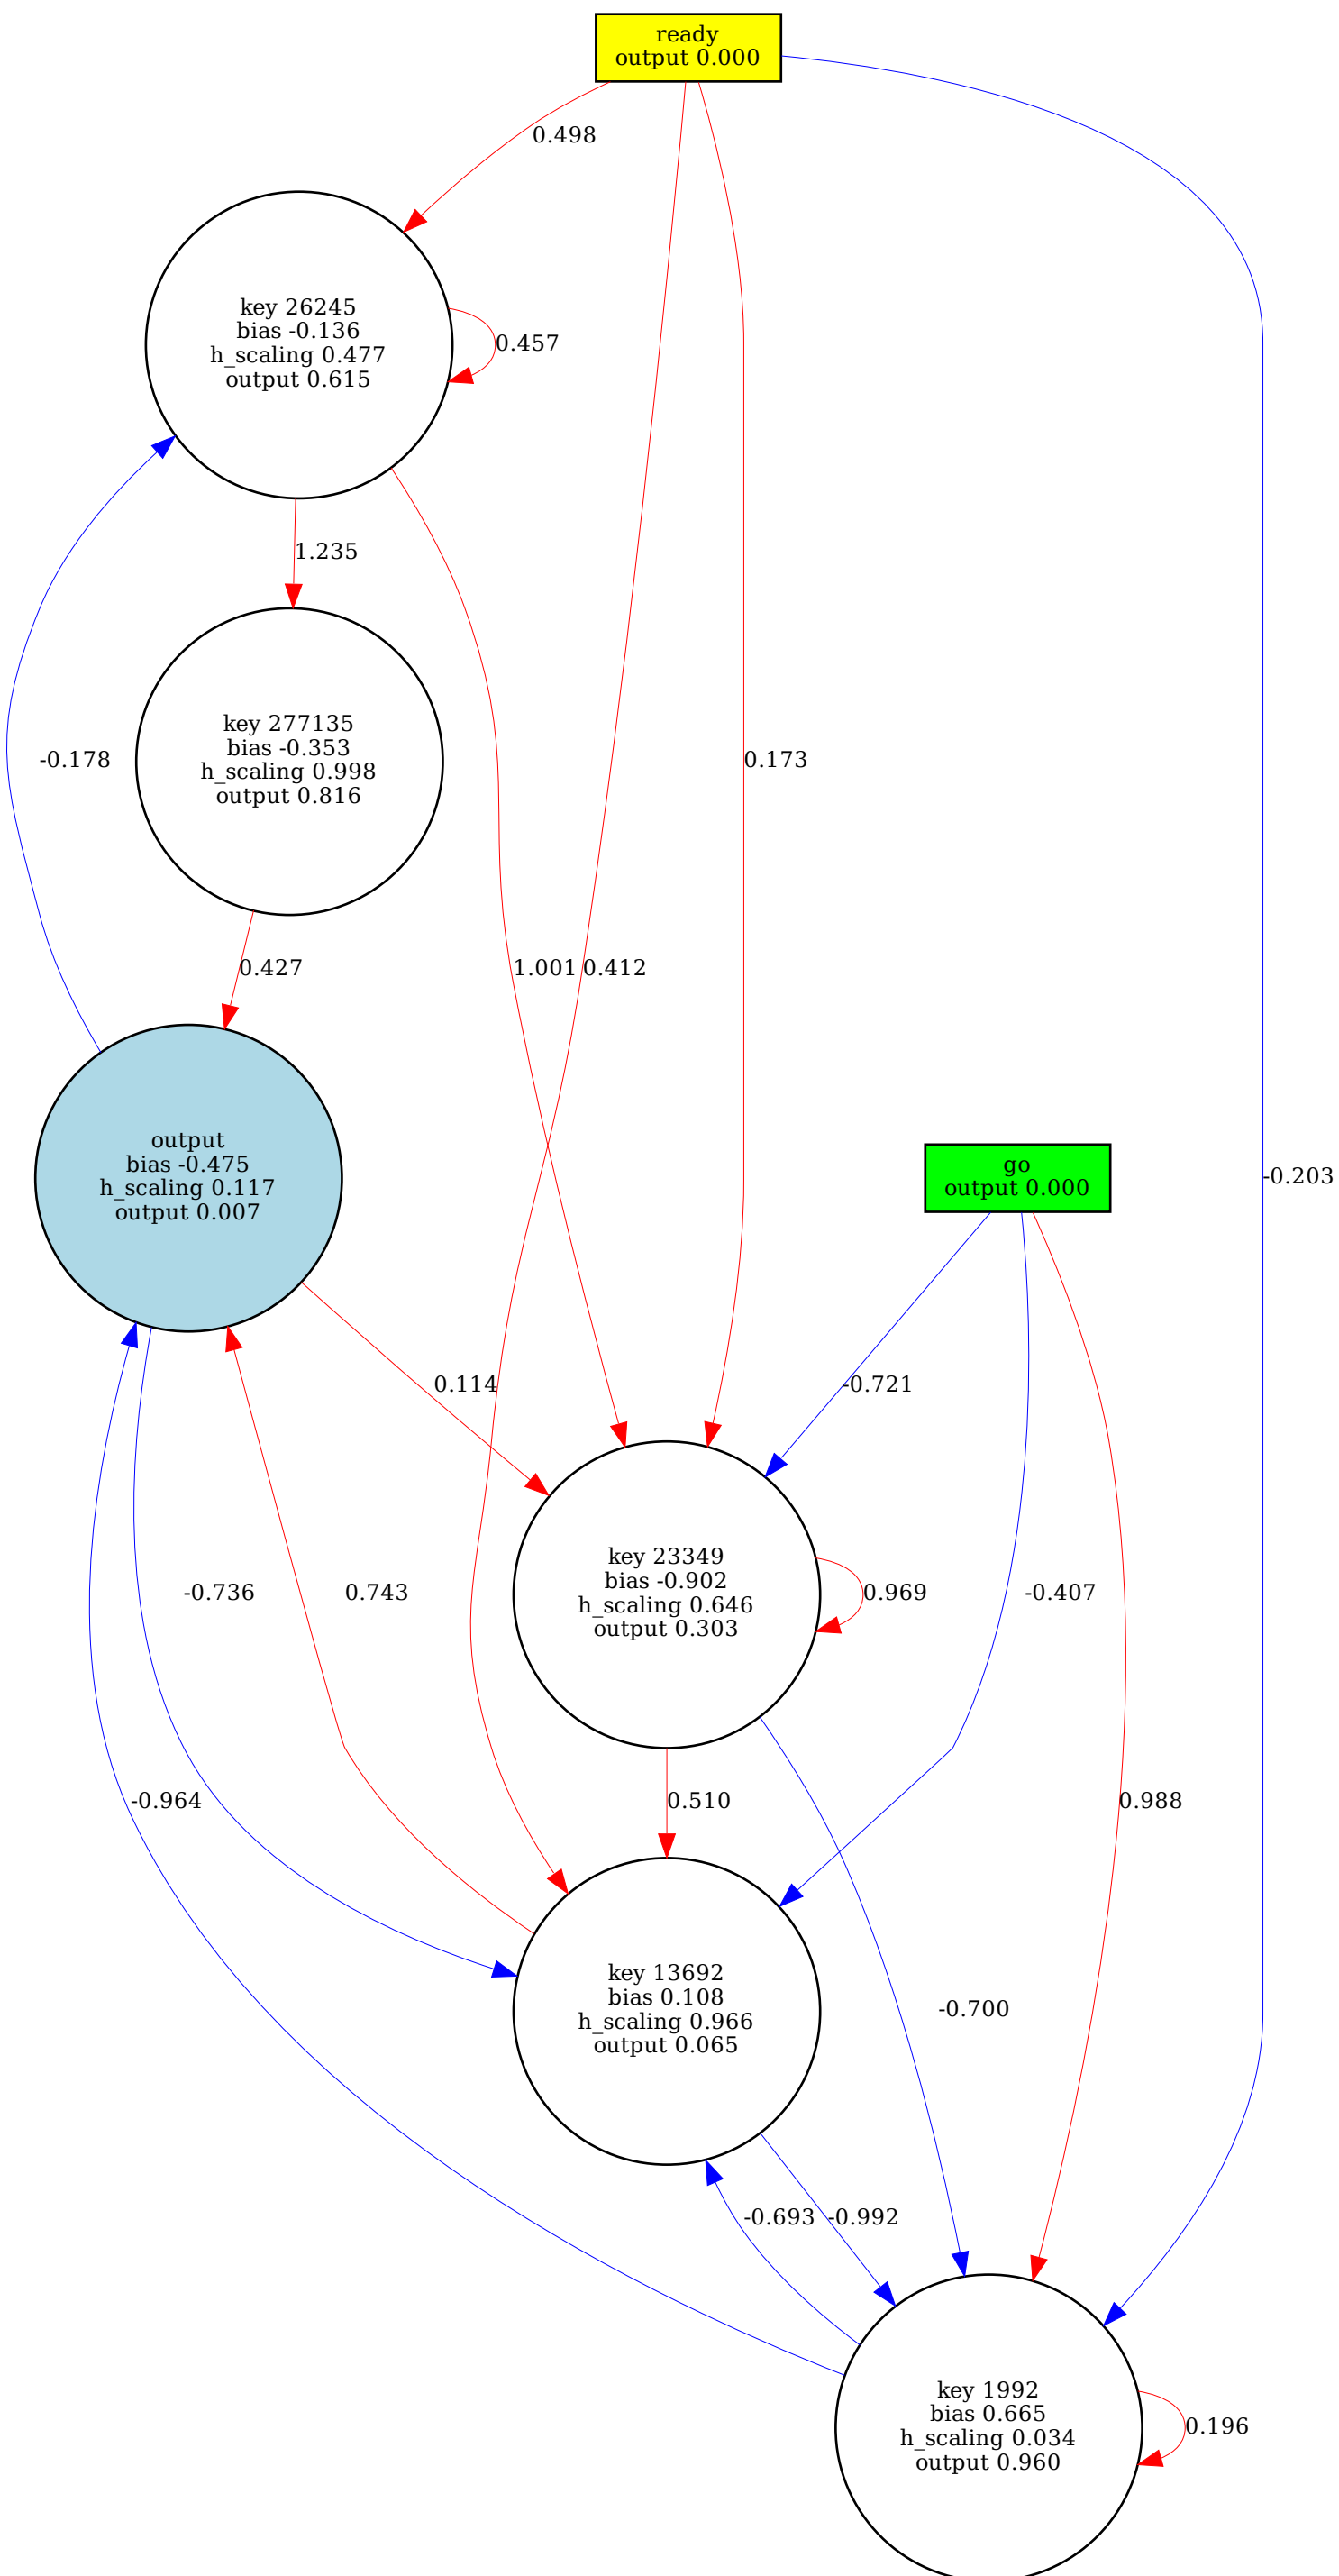 ready
output 0.000
0.498
key 26245
bias -0.136
h_scaling 0.477
output 0.615
0.457
1.235
key 277135
bias -0.353
h_scaling 0.998
output 0.816
-0.178
0.173
0.427
1.001
0.412
output
bias -0.475
h_scaling 0.117
output 0.007
go
output 0.000
-0.203
0.114
-0.721
key 23349
bias -0.902
h_scaling 0.646
output 0.303
-0.736
0.743
0.969
-0.407
-0.964
0.510
0.988
key 13692
bias 0.108
h_scaling 0.966
output 0.065
-0.700
-0.693
-0.992
key 1992
bias 0.665
h_scaling 0.034
output 0.960
0.196